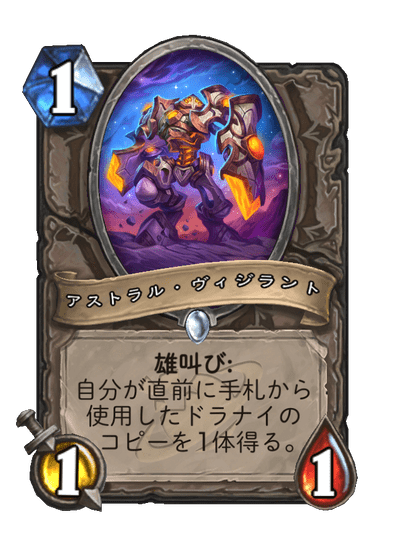 1
アストラル・ヴィジラント
雄叫び:
自分が直前に手札から
使用したドラナイの
コピーを1体得る。
1
1